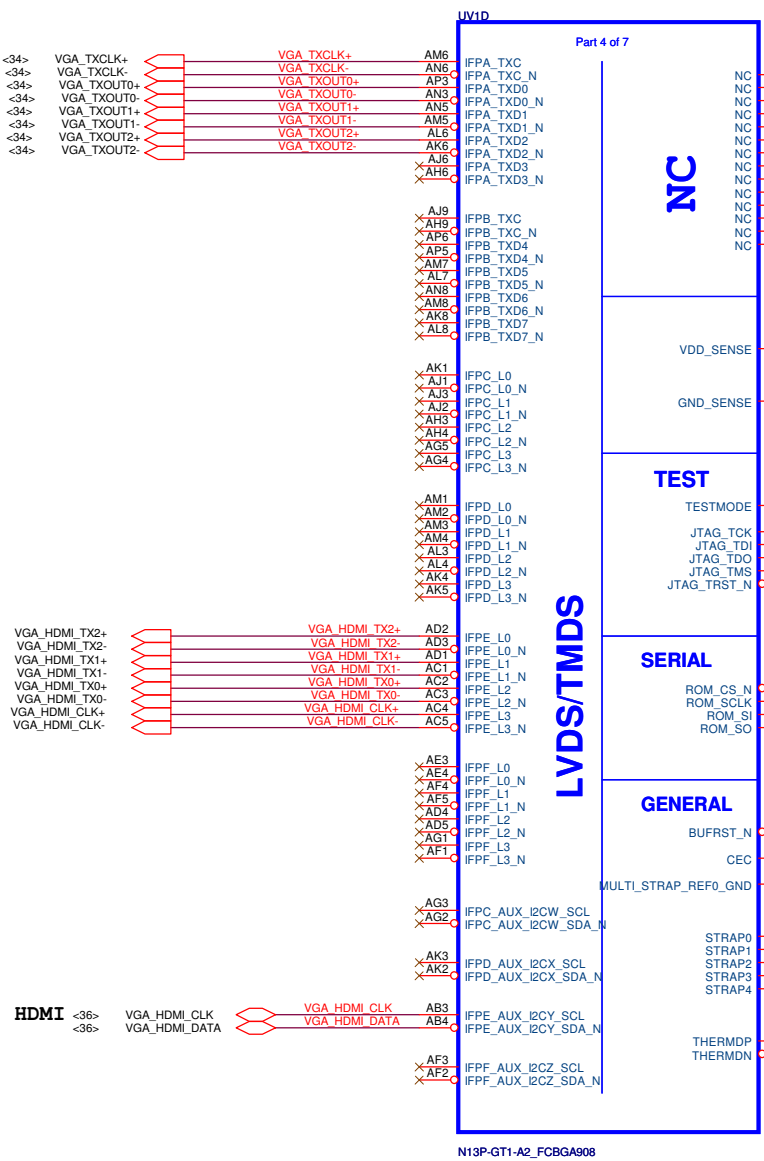 UV1D
Part 4 of 7
<34> VGA_TXCLK+ VGA_TXCLK+ AM6 IFPA_TXC
<34> VGA_TXCLK- VGA_TXCLK- AN6 IFPA_TXC_N NC
<34> VGA_TXOUT0+ VGA_TXOUT0+ AP3 IFPA_TXD0 NC
<34> VGA_TXOUT0- VGA_TXOUT0- AN3 IFPA_TXD0_N NC
<34> VGA_TXOUT1+ VGA_TXOUT1+ AN5 IFPA_TXD1 NC
<34> VGA_TXOUT1- VGA_TXOUT1- AM5 IFPA_TXD1_N NC
<34> VGA_TXOUT2+ VGA_TXOUT2+ AL6 IFPA_TXD2 NC
<34> VGA_TXOUT2- VGA_TXOUT2- AK6 IFPA_TXD2_N NC
AJ6 IFPA_TXD3 NC
AH6 IFPA_TXD3_N NC
NC
NC
NC
AJ9 IFPB_TXC NC
AH9 IFPB_TXC_N NC
AP6 IFPB_TXD4 NC
AP5 IFPB_TXD4_N
AM7 IFPB_TXD5
AL7 IFPB_TXD5_N
AN8 IFPB_TXD6
AM8 IFPB_TXD6_N
AK8 IFPB_TXD7
AL8 IFPB_TXD7_N
VDD_SENSE
AK1 IFPC_L0
AJ1 IFPC_L0_N
AJ3 IFPC_L1 GND_SENSE
AJ2 IFPC_L1_N
AH3 IFPC_L2
AH4 IFPC_L2_N
AG5 IFPC_L3
AG4 IFPC_L3_N
TEST
AM1 IFPD_L0 TESTMODE
AM2 IFPD_L0_N
AM3 IFPD_L1 JTAG_TCK
AM4 IFPD_L1_N JTAG_TDI
AL3 IFPD_L2 JTAG_TDO
AL4 IFPD_L2_N JTAG_TMS
AK4 IFPD_L3 JTAG_TRST_N
AK5 IFPD_L3_N
LVDS/TMDS
VGA_HDMI_TX2+ VGA_HDMI_TX2+ AD2 IFPE_L0
VGA_HDMI_TX2- VGA_HDMI_TX2- AD3 IFPE_L0_N
VGA_HDMI_TX1+ VGA_HDMI_TX1+ AD1 IFPE_L1 SERIAL
VGA_HDMI_TX1- VGA_HDMI_TX1- AC1 IFPE_L1_N
VGA_HDMI_TX0+ VGA_HDMI_TX0+ AC2 IFPE_L2 ROM_CS_N
VGA_HDMI_TX0- VGA_HDMI_TX0- AC3 IFPE_L2_N ROM_SCLK
VGA_HDMI_CLK+ VGA_HDMI_CLK+ AC4 IFPE_L3 ROM_SI
VGA_HDMI_CLK- VGA_HDMI_CLK- AC5 IFPE_L3_N ROM_SO
AE3 IFPF_L0
AE4 IFPF_L0_N
AF4 IFPF_L1
AF5 IFPF_L1_N GENERAL
AD4 IFPF_L2
AD5 IFPF_L2_N BUFRST_N
AG1 IFPF_L3
AF1 IFPF_L3_N CEC
MULTI_STRAP_REF0_GND
AG3 IFPC_AUX_I2CW_SCL
AG2 IFPC_AUX_I2CW_SDA_N
STRAP0
STRAP1
AK3 IFPD_AUX_I2CX_SCL STRAP2
AK2 IFPD_AUX_I2CX_SDA_N STRAP3
STRAP4
HDMI <36> VGA_HDMI_CLK VGA_HDMI_CLK AB3 IFPE_AUX_I2CY_SCL
<36> VGA_HDMI_DATA VGA_HDMI_DATA AB4 IFPE_AUX_I2CY_SDA_N
THERMDP
THERMDN
AF3 IFPF_AUX_I2CZ_SCL
AF2 IFPF_AUX_I2CZ_SDA_N
N13P-GT1-A2_FCBGA908